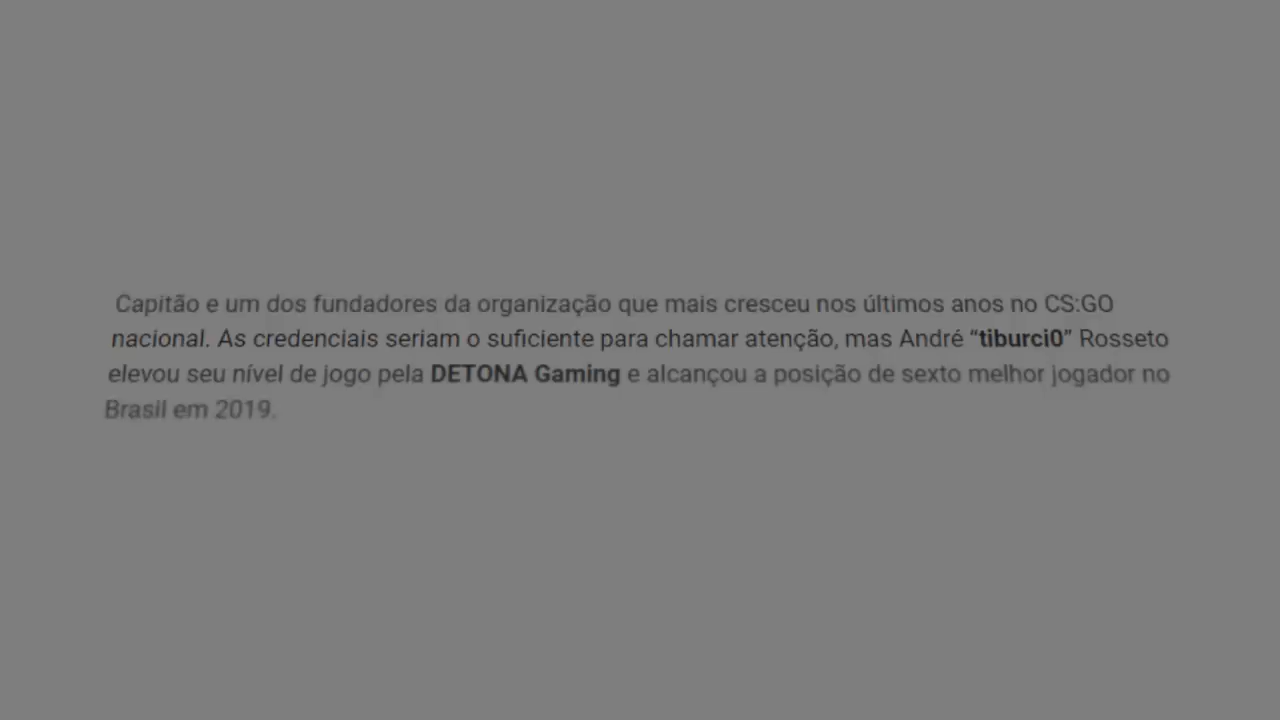 Capitão e um dos fundadores da organização que mais cresceu nos últimos anos no CS:GO
nacional. As credenciais seriam o suficiente para chamar atenção, mas André “tiburci0” Rosseto
elevou seu nível de jogo pela DETONA Gaming e alcançou a posição de sexto melhor jogador no
Brasil em 2019.